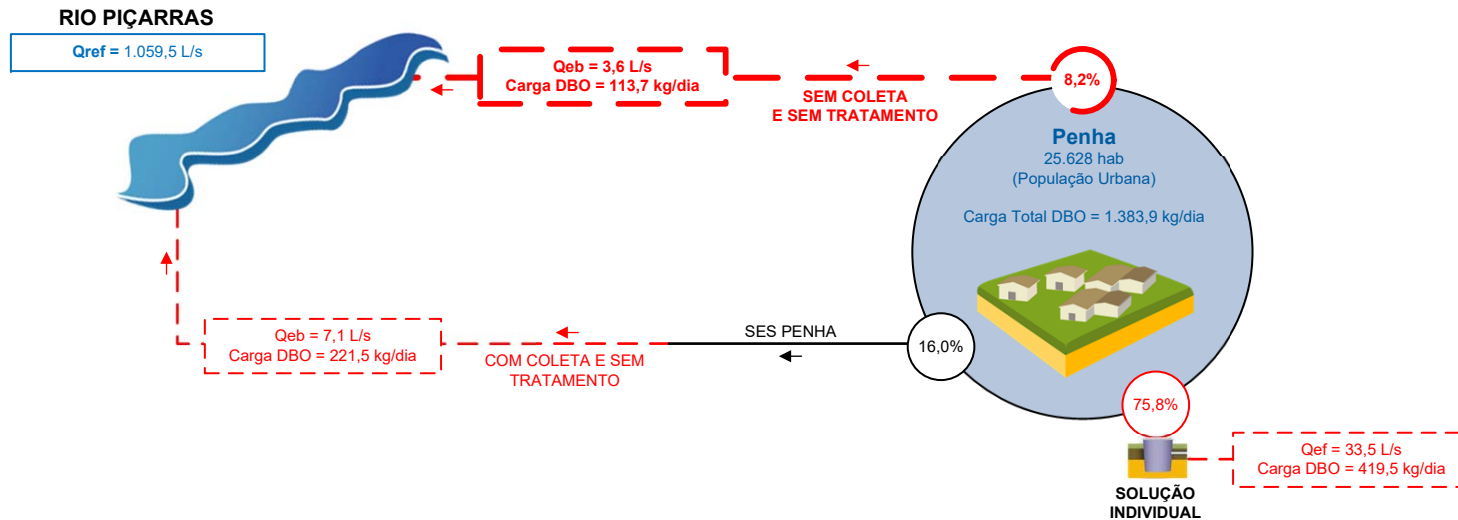 RIO PIÇARRAS
Qref = 1.059,5 L/s
Qeb = 3,6 L/s
Carga DBO = 113,7 kg/dia
SEM COLETA
E SEM TRATAMENTO
8,2%
Penha
25.628 hab
(População Urbana)
Carga Total DBO = 1.383,9 kg/dia
Qeb = 7,1 L/s
Carga DBO = 221,5 kg/dia
COM COLETA E SEM
TRATAMENTO
SES PENHA
16,0%
75,8%
SOLUÇÃO
INDIVIDUAL
Qef = 33,5 L/s
Carga DBO = 419,5 kg/dia